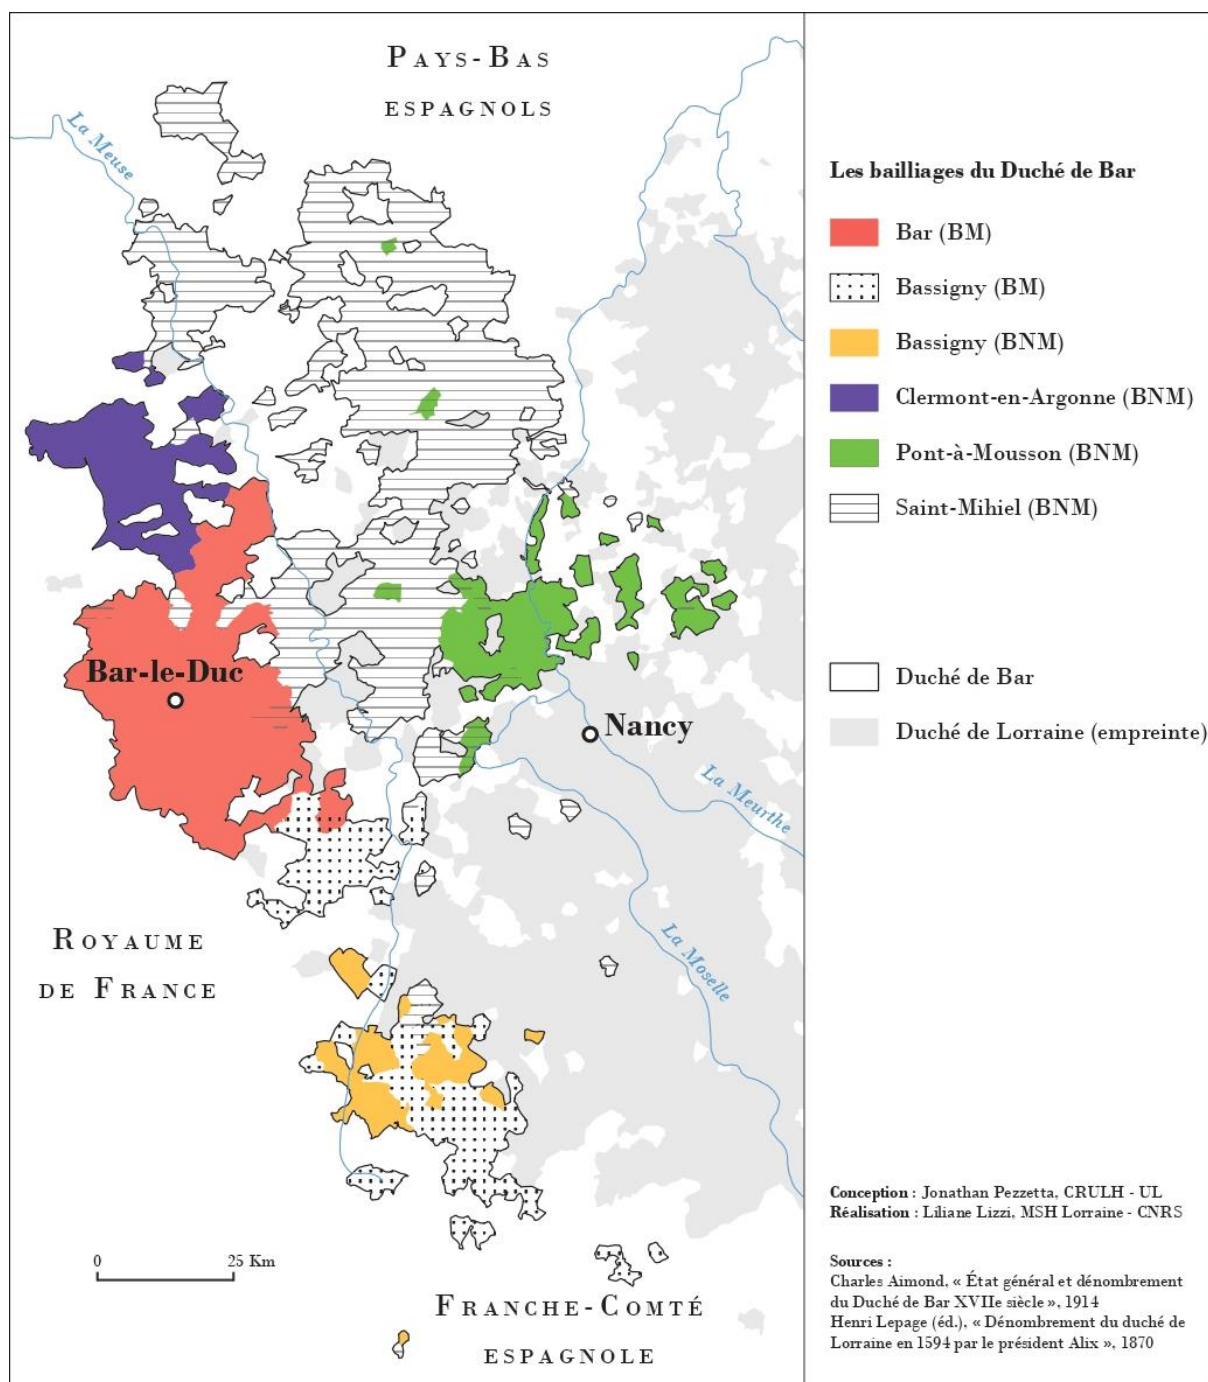 PAYS-BAS
ESPAGNOLS
La Meuse
Bar-le-Duc
Nancy
La Meurthe
La Moselle
ROYAUME
DE FRANCE
0 25 Km
FRANCHE-COMTÉ
ESPAGNOLE
Les bailliages du Duché de Bar
Bar (BM)
Bassigny (BM)
Bassigny (BNM)
Clermont-en-Argonne (BNM)
Pont-à-Mousson (BNM)
Saint-Mihiel (BNM)
Duché de Bar
Duché de Lorraine (empreinte)
Conception : Jonathan Pezzetta, CRULH - UL
Réalisation : Liliane Lizzi, MSH Lorraine - CNRS
Sources :
Charles Aimond, « État général et dénombrement
du Duché de Bar XVIIe siècle », 1914
Henri Lepage (éd.), « Dénombrement du duché de
Lorraine en 1594 par le président Alix », 1870